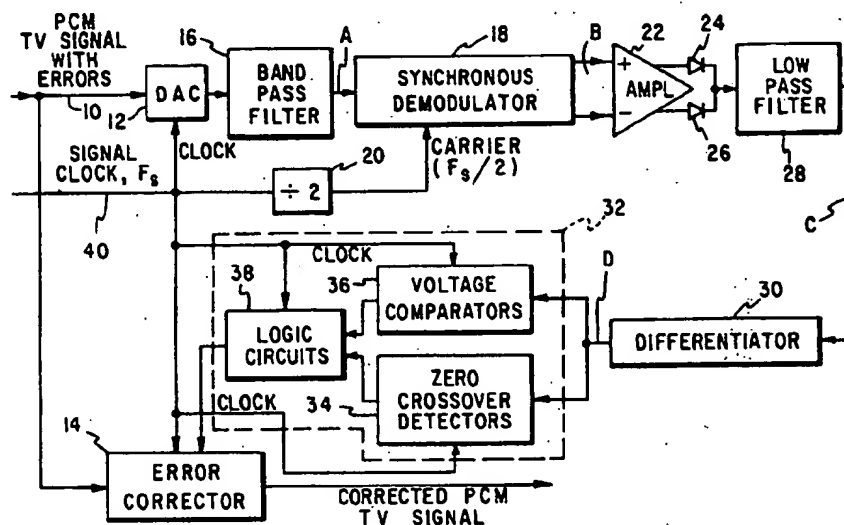 PCM
TV SIGNAL
WITH
ERRORS
10
12
DAC
CLOCK
16
BAND
PASS
FILTER
A
18
SYNCHRONOUS
DEMODULATOR
B
22
+
AMPL
−
24
26
LOW
PASS
FILTER
28
SIGNAL
CLOCK, Fs
40
20
÷ 2
CARRIER
(Fs/2)
32
C
CLOCK
38
LOGIC
CIRCUITS
36
VOLTAGE
COMPARATORS
D
30
DIFFERENTIATOR
34
ZERO
CROSSOVER
DETECTORS
CLOCK
14
ERROR
CORRECTOR
CORRECTED PCM
TV SIGNAL